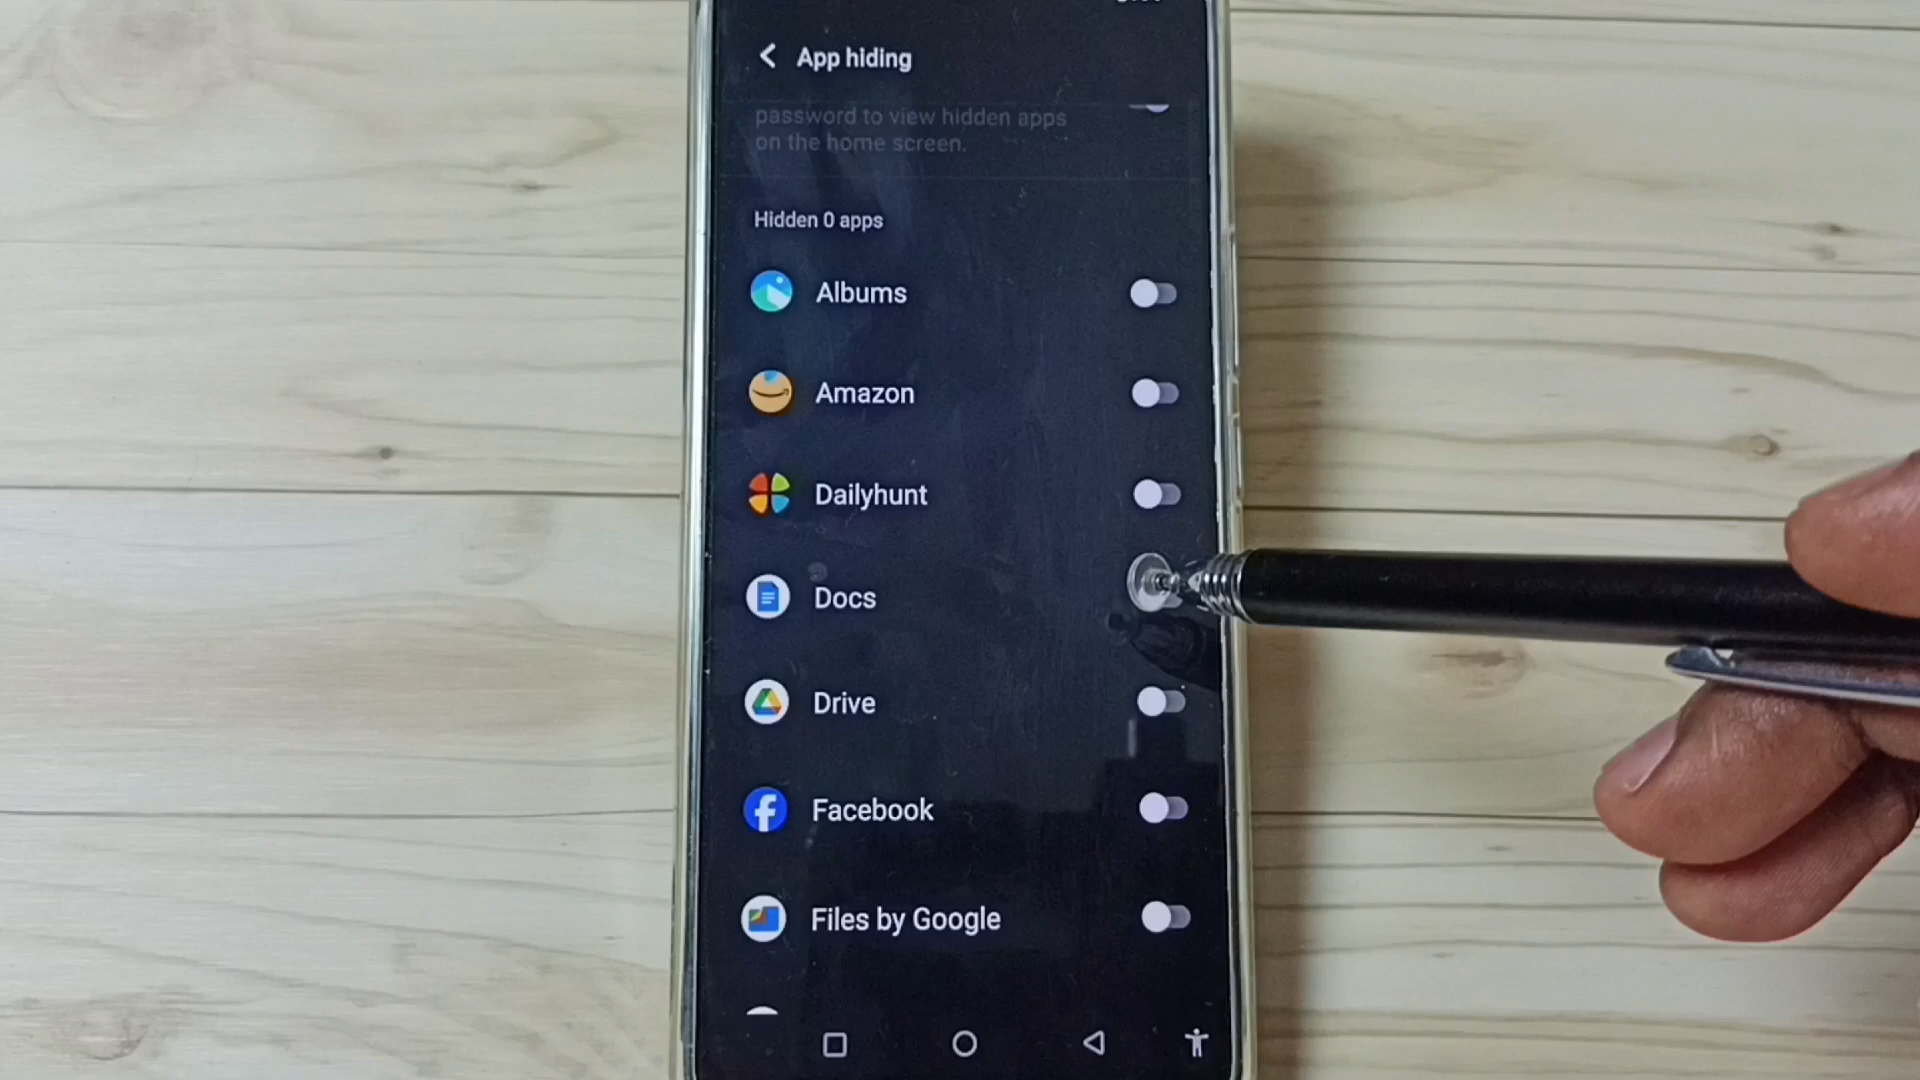 App hiding
password to view hidden apps
on the home screen.
Hidden 0 apps
Albums
Amazon
Dailyhunt
Docs
Drive
Facebook
Files by Google